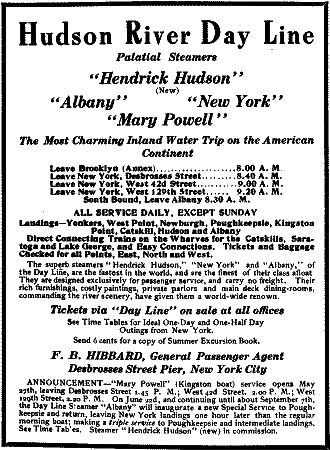 Hudson River Day Line
Palatial Steamers
"Hendrick Hudson"
(New)
"Albany" "New York"
"Mary Powell"
The Most Charming Inland Water Trip on the American
Continent
Leave Brooklyn (Annex)....................8.00 A. M.
Leave New York, Desbrosses Street.......8.40 A. M.
Leave New York, West 42d Street.........9.00 A. M.
Leave New York, West 129th Street...... 9.20 A. M.
South Bound, Leave Albany 8.30 A. M.
ALL SERVICE DAILY, EXCEPT SUNDAY
Landings—Yonkers, West Point, Newburgh, Poughkeepsie, Kingston
Point, Catskill, Hudson and Albany
Direct Connecting Trains on the Wharves for the Catskills, Sara-
toga and Lake George, and Easy Connections. Tickets and Baggage
Checked for all Points, East, North and West.
The superb steamers "Hendrick Hudson," "New York" and "Albany," of
the Day Line, are the fastest in the world, and are the finest of their class afloat
They are designed exclusively for passenger service, and carry no freight. Their
rich furnishings, costly paintings, private parlors and main deck dining-rooms,
commanding the river scenery, have given them a world-wide renown.
Tickets via "Day Line" on sale at all offices
See Time Tables for Ideal One-Day and One-Half Day
Outings from New York.
Send 6 cents for a copy of Summer Excursion Book.
F. B. HIBBARD, General Passenger Agent
Desbrosses Street Pier, New York City
ANNOUNCEMENT—"Mary Powell" (Kingston boat) service opens May
27th, leaving Desbrosses Street 1.45 P. M.; West 42d Street, 2.00 P. M.; West
129th Street, 2.20 P. M. On June 22d, and continuing until about September 7th,
the Day Line Steamer "Albany" will inaugurate a new Special Service to Pough-
keepsie and return, leaving New York landings one hour later than the regular
morning boat; making a triple service to Poughkeepsie and intermediate landings.
See Time Tables. Steamer "Hendrick Hudson" (new) in commission.